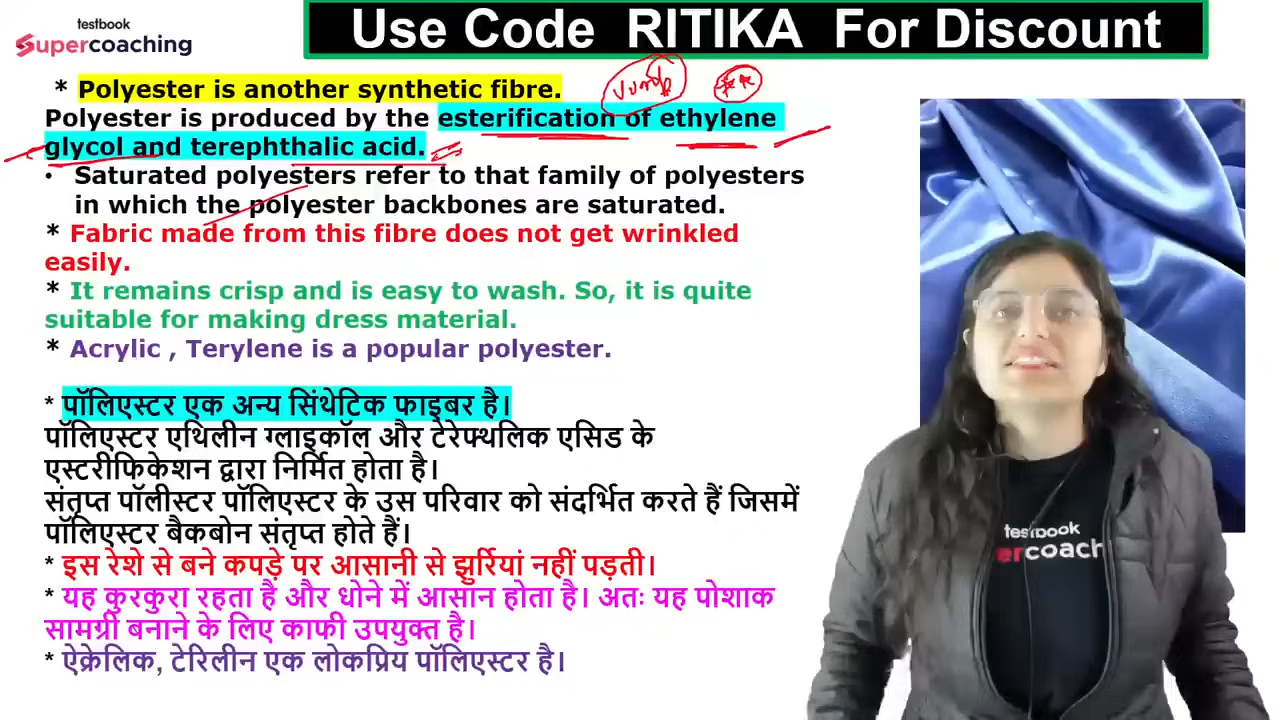 testbook
Supercoaching
Use Code RITIKA For Discount
* Polyester is another synthetic fibre.
Polyester is produced by the esterification of ethylene
glycol and terephthalic acid.
• Saturated polyesters refer to that family of polyesters
in which the polyester backbones are saturated.
* Fabric made from this fibre does not get wrinkled
easily.
* It remains crisp and is easy to wash. So, it is quite
suitable for making dress material.
* Acrylic , Terylene is a popular polyester.
* पॉलिएस्टर एक अन्य सिंथेटिक फाइबर है।
पॉलिएस्टर एथिलीन ग्लाइकॉल और टेरेफ्थलिक एसिड के
एस्टरीफिकेशन द्वारा निर्मित होता है।
संतृप्त पॉलीस्टर पॉलिएस्टर के उस परिवार को संदर्भित करते हैं जिसमें
पॉलिएस्टर बैकबोन संतृप्त होते हैं।
* इस रेशे से बने कपड़े पर आसानी से झुर्रियां नहीं पड़ती।
* यह कुरकुरा रहता है और धोने में आसान होता है। अतः यह पोशाक
सामग्री बनाने के लिए काफी उपयुक्त है।
* ऐक्रेलिक, टेरिलीन एक लोकप्रिय पॉलिएस्टर है।
testbook
ercoach